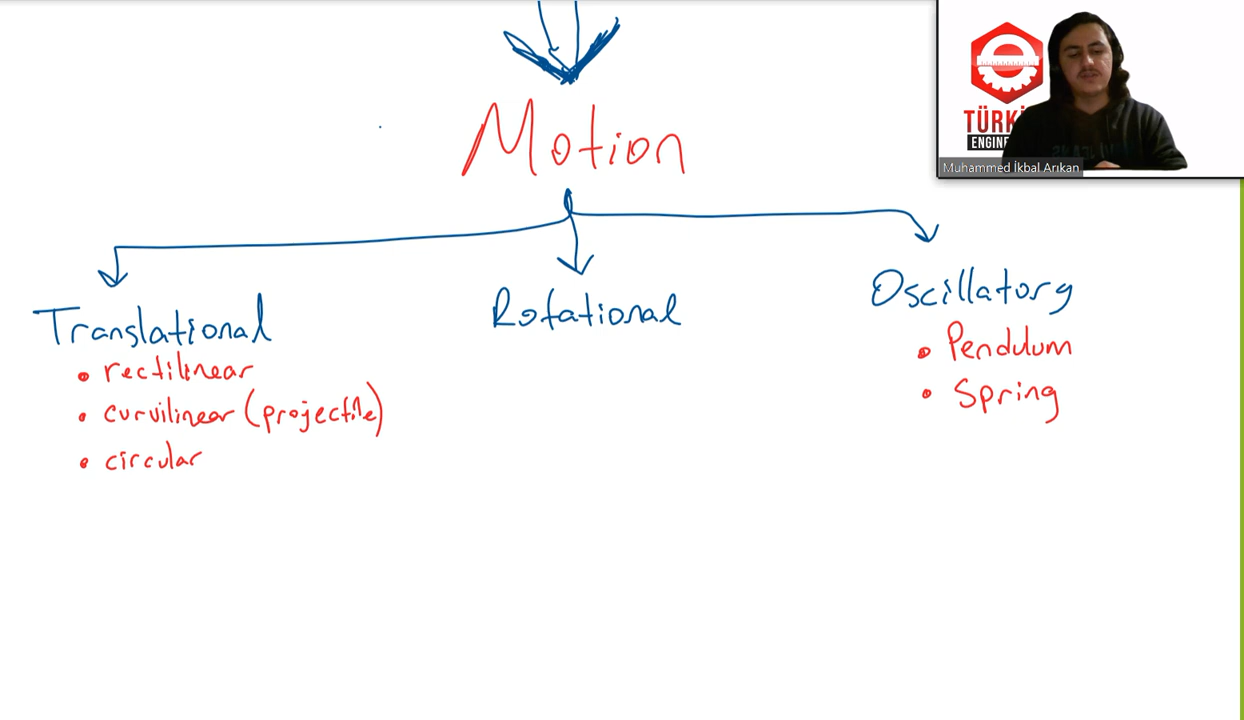 Motion
TÜRKİ
ENGINE
Muhammed İkbal Arıkan
Translational
• rectilinear
• curvilinear (projectile)
• circular
Rotational
Oscillatory
• Pendulum
• Spring